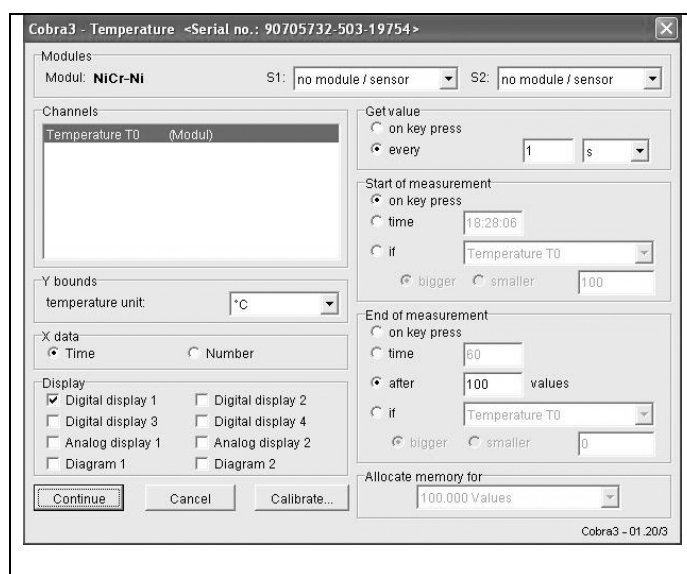 Cobra3 - Temperature <Serial no.: 90705732-503-19754>
Modules
Modul: NiCr-Ni S1: no module / sensor S2: no module / sensor
Channels
Temperature T0 (Modul)
Y bounds
temperature unit: °C
X data
Time Number
Display
Digital display 1 Digital display 2
Digital display 3 Digital display 4
Analog display 1 Analog display 2
Diagram 1 Diagram 2
Continue Cancel Calibrate...
Get value
on key press
every 1 s
Start of measurement
on key press
time 18:28:06
if Temperature T0
bigger smaller 100
End of measurement
on key press
time 60
after 100 values
if Temperature T0
bigger smaller 0
Allocate memory for
100.000 Values
Cobra3 - 01.20/3